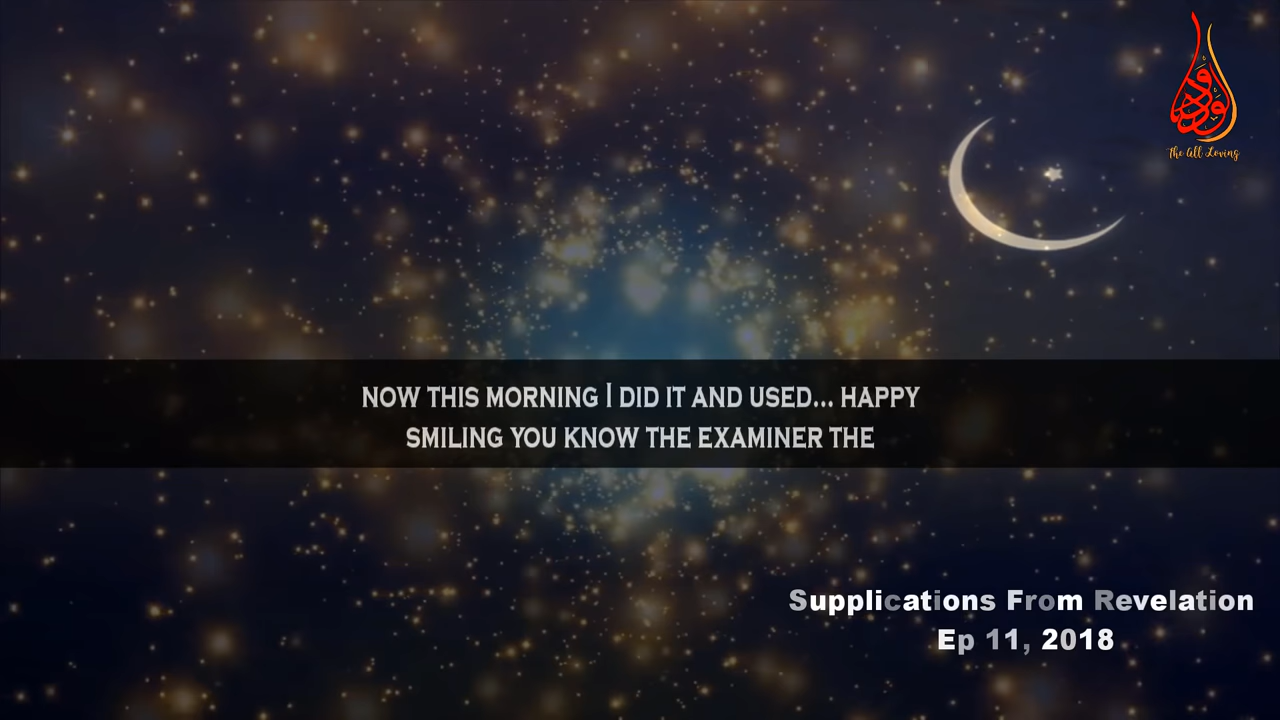 الودود
The All Loving
NOW THIS MORNING I DID IT AND USED... HAPPY
SMILING YOU KNOW THE EXAMINER THE
Supplications From Revelation
Ep 11, 2018